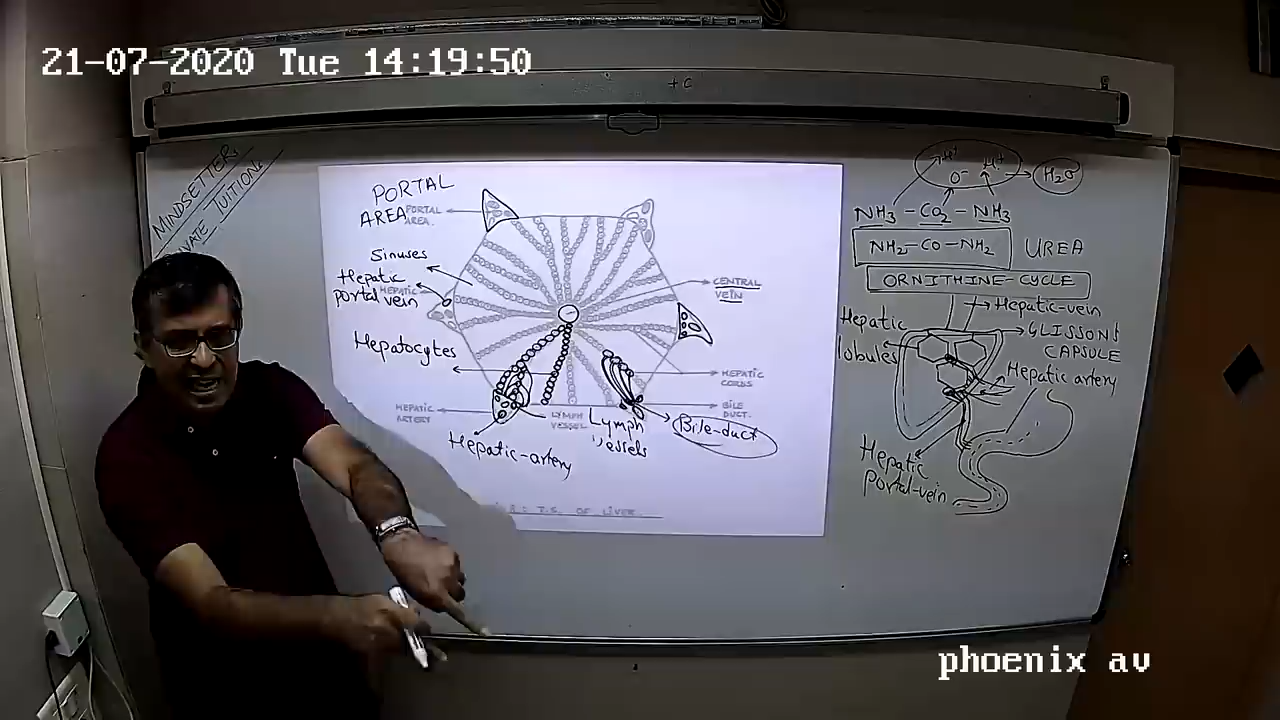 21-07-2020 Tue 14:19:50
+C
MINDSETTER
PRIVATE TUITIONS
PORTAL
AREA
PORTAL
AREA.
Sinuses
Hepatic
portal vein
HEPATIC
Hepatocytes
HEPATIC
ARTERY
Hepatic-artery
LYMPH
VESSEL
Lymph
vessels
CENTRAL
VEIN
HEPATIC
CORDS
BILE
DUCT.
Bile-duct
T.S. OF LIVER
H+ H+
O- H2O
NH3 - CO2 - NH3
NH2 - CO - NH2 UREA
ORNITHINE-CYCLE
Hepatic-vein
Hepatic
lobules
GLISSON'S
CAPSULE
Hepatic artery
Hepatic
Portal-vein
phoenix av